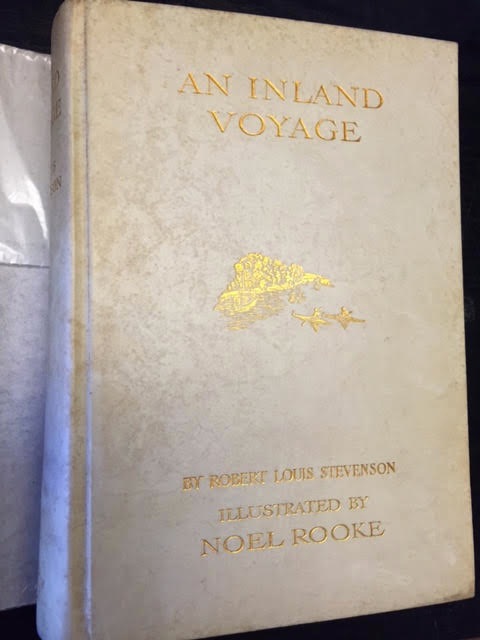 AN INLAND
VOYAGE
BY ROBERT LOUIS STEVENSON
ILLUSTRATED BY
NOEL ROOKE